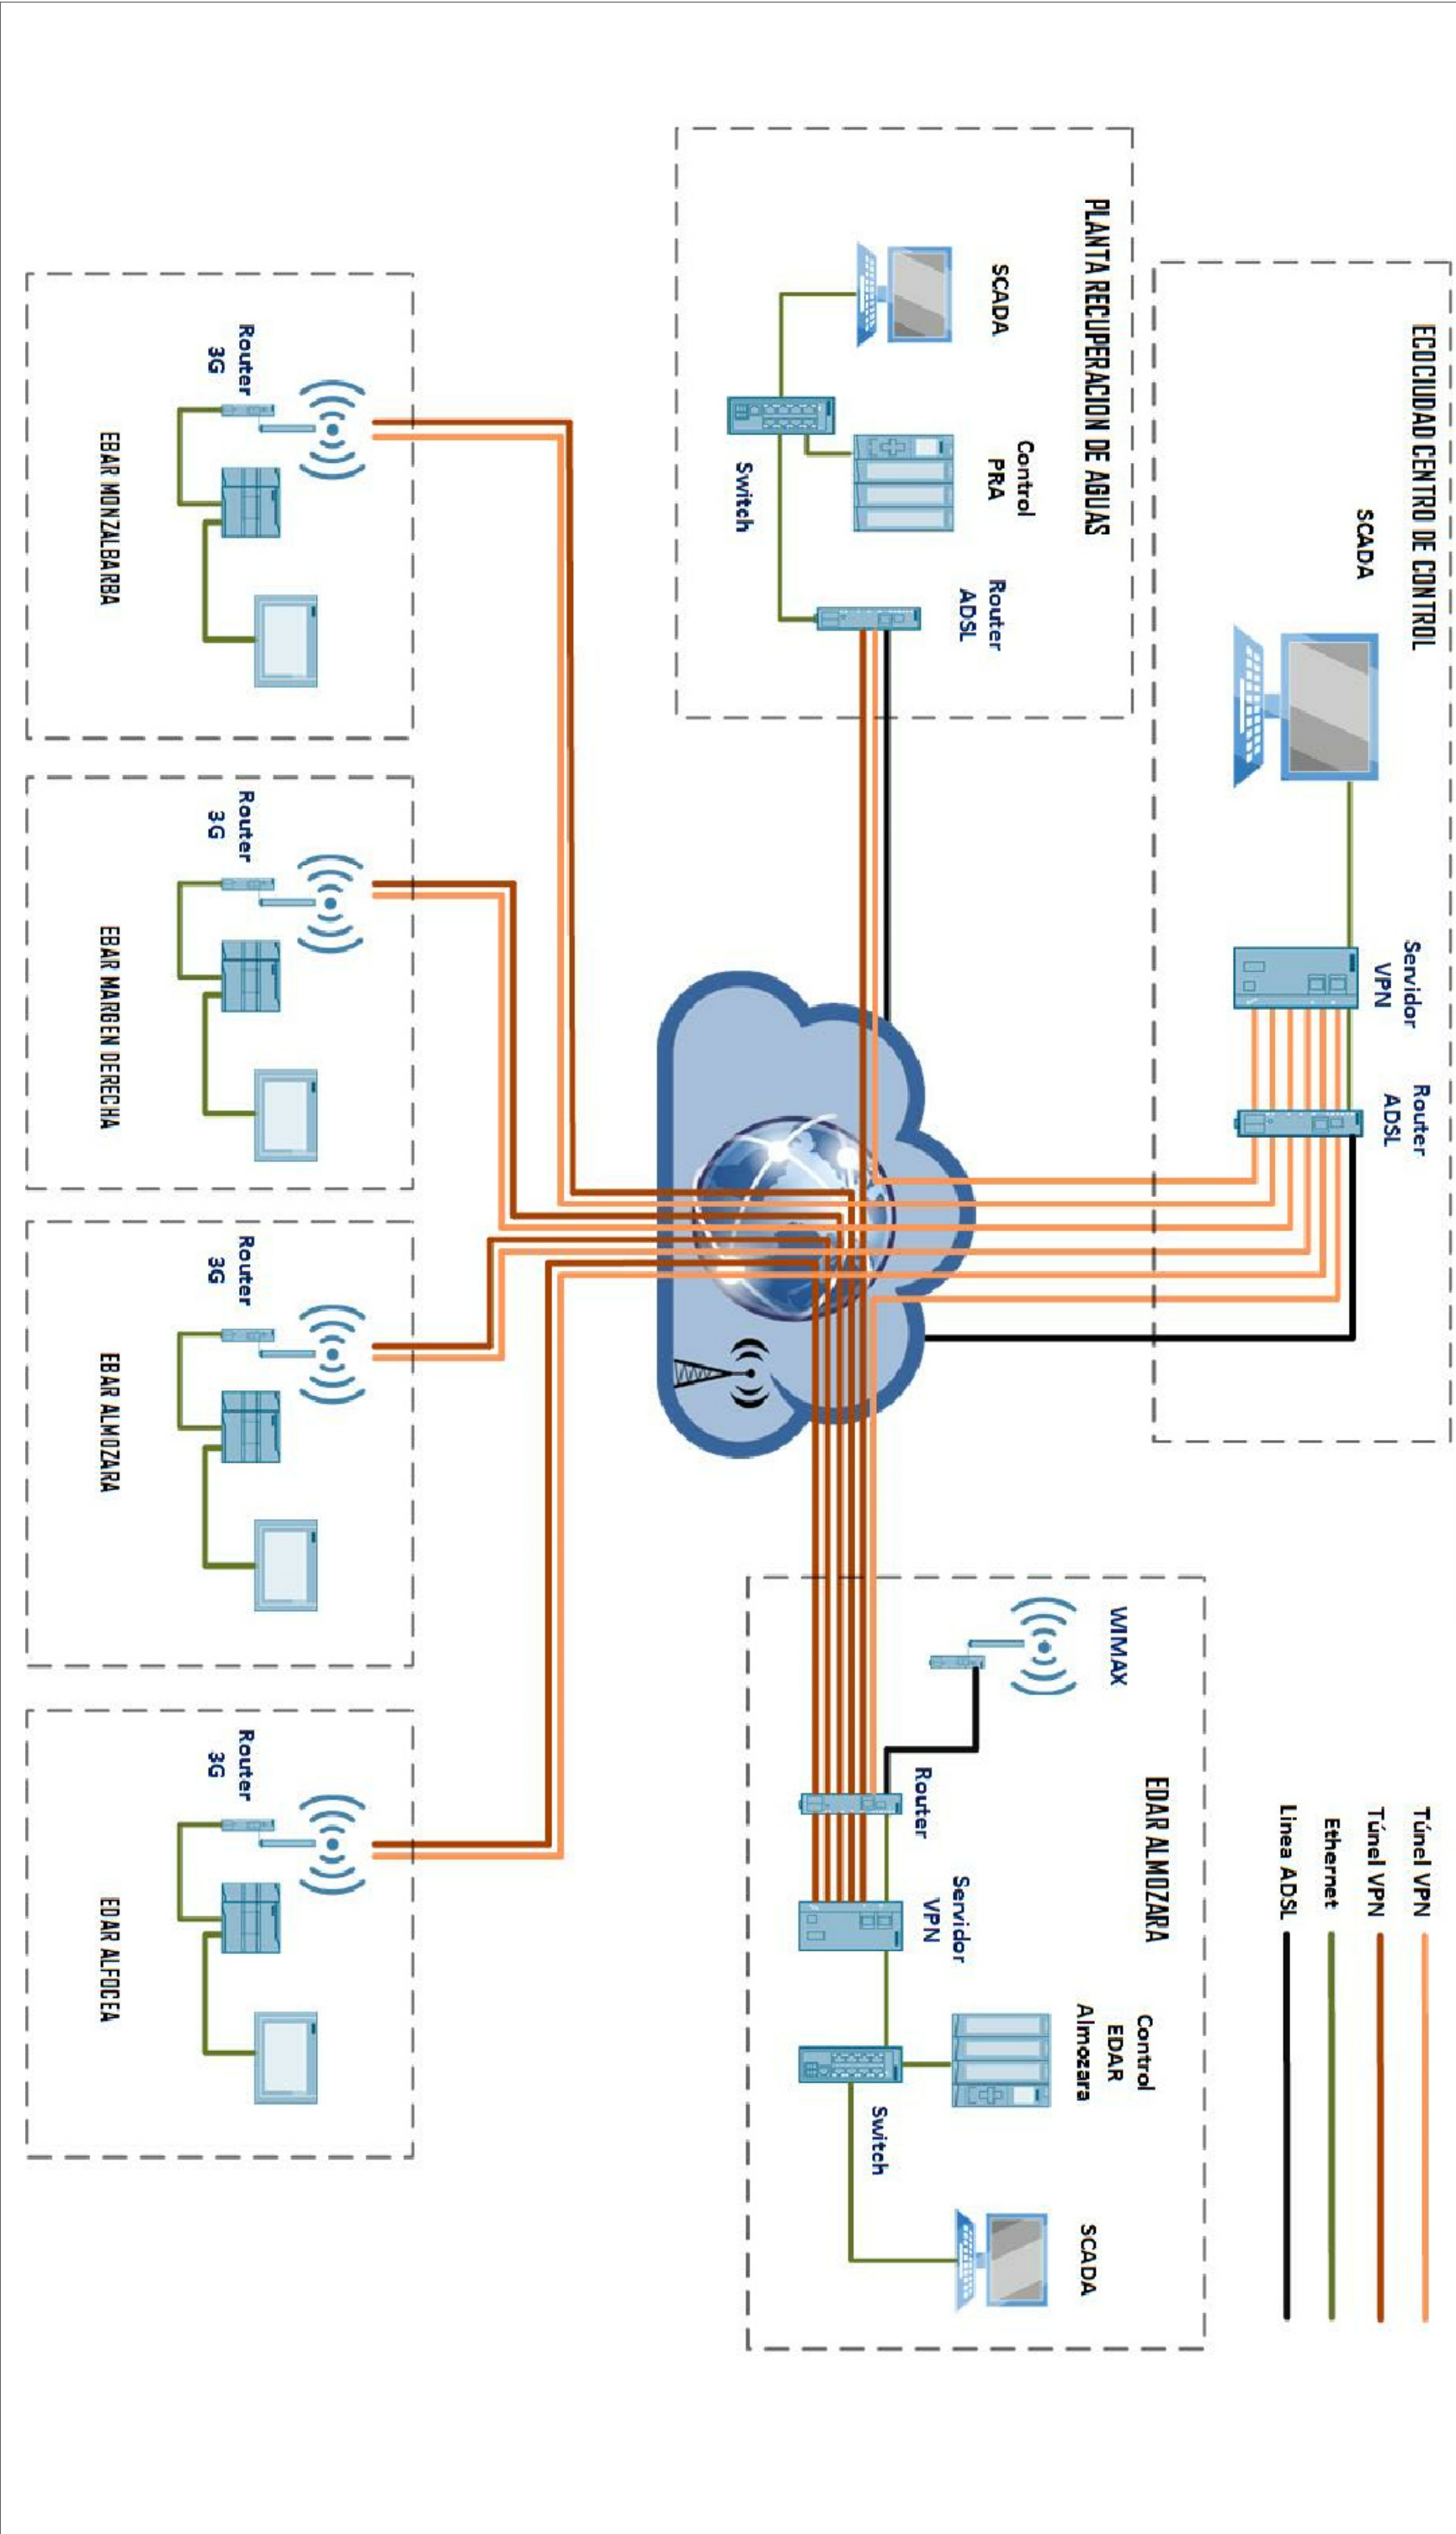 ECOCIUDAD CENTRO DE CONTROL
SCADA
Servidor
VPN
Router
ADSL
Túnel VPN
Túnel VPN
Ethernet
Linea ADSL
PLANTA RECUPERACION DE AGUAS
SCADA
Control
PRA
Switch
Router
ADSL
EDAR ALMOZARA
WIMAX
Router
Servidor
VPN
Control
EDAR
Almozara
Switch
SCADA
Router
3G
EBAR MONZALBARBA
Router
3G
EBAR MARGEN DERECHA
Router
3G
EBAR ALMOZARA
Router
3G
EDAR ALFOCEA